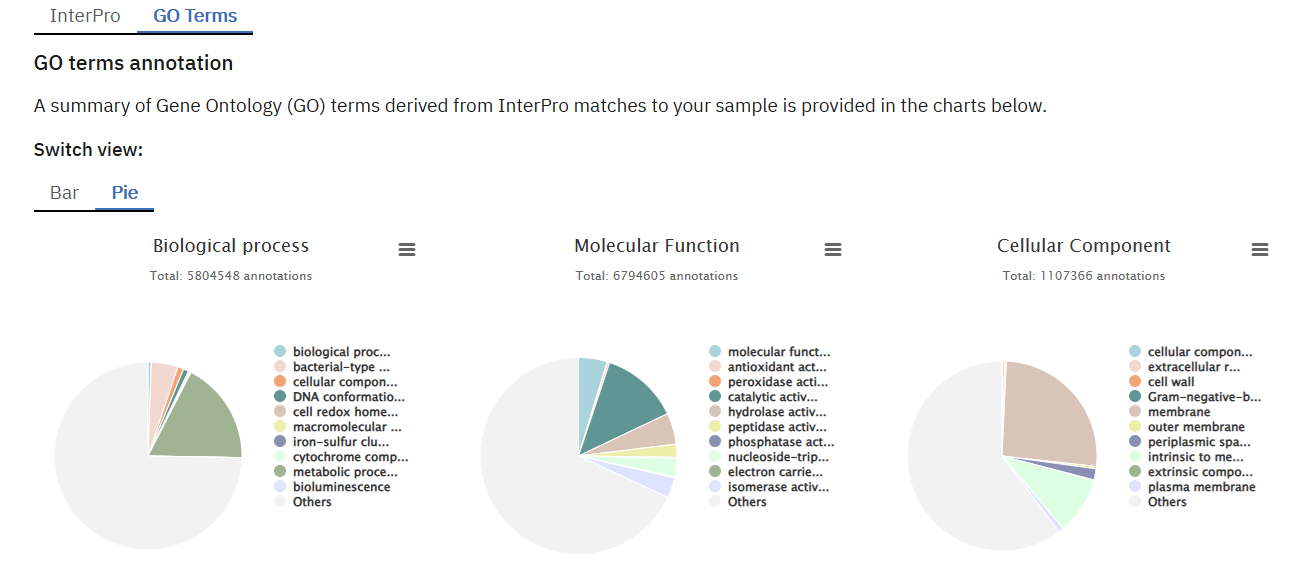 InterPro GO Terms
GO terms annotation
A summary of Gene Ontology (GO) terms derived from InterPro matches to your sample is provided in the charts below.
Switch view:
Bar Pie
Biological process
Total: 5804548 annotations
biological proc...
bacterial-type ...
cellular compon...
DNA conformatio...
cell redox home...
macromolecular ...
iron-sulfur clu...
cytochrome comp...
metabolic proce...
bioluminescence
Others
Molecular Function
Total: 6794605 annotations
molecular funct...
antioxidant act...
peroxidase acti...
catalytic activ...
hydrolase activ...
peptidase activ...
phosphatase act...
nucleoside-trip...
electron carrie...
isomerase activ...
Others
Cellular Component
Total: 1107366 annotations
cellular compon...
extracellular r...
cell wall
Gram-negative-b...
membrane
outer membrane
periplasmic spa...
intrinsic to me...
extrinsic compo...
plasma membrane
Others